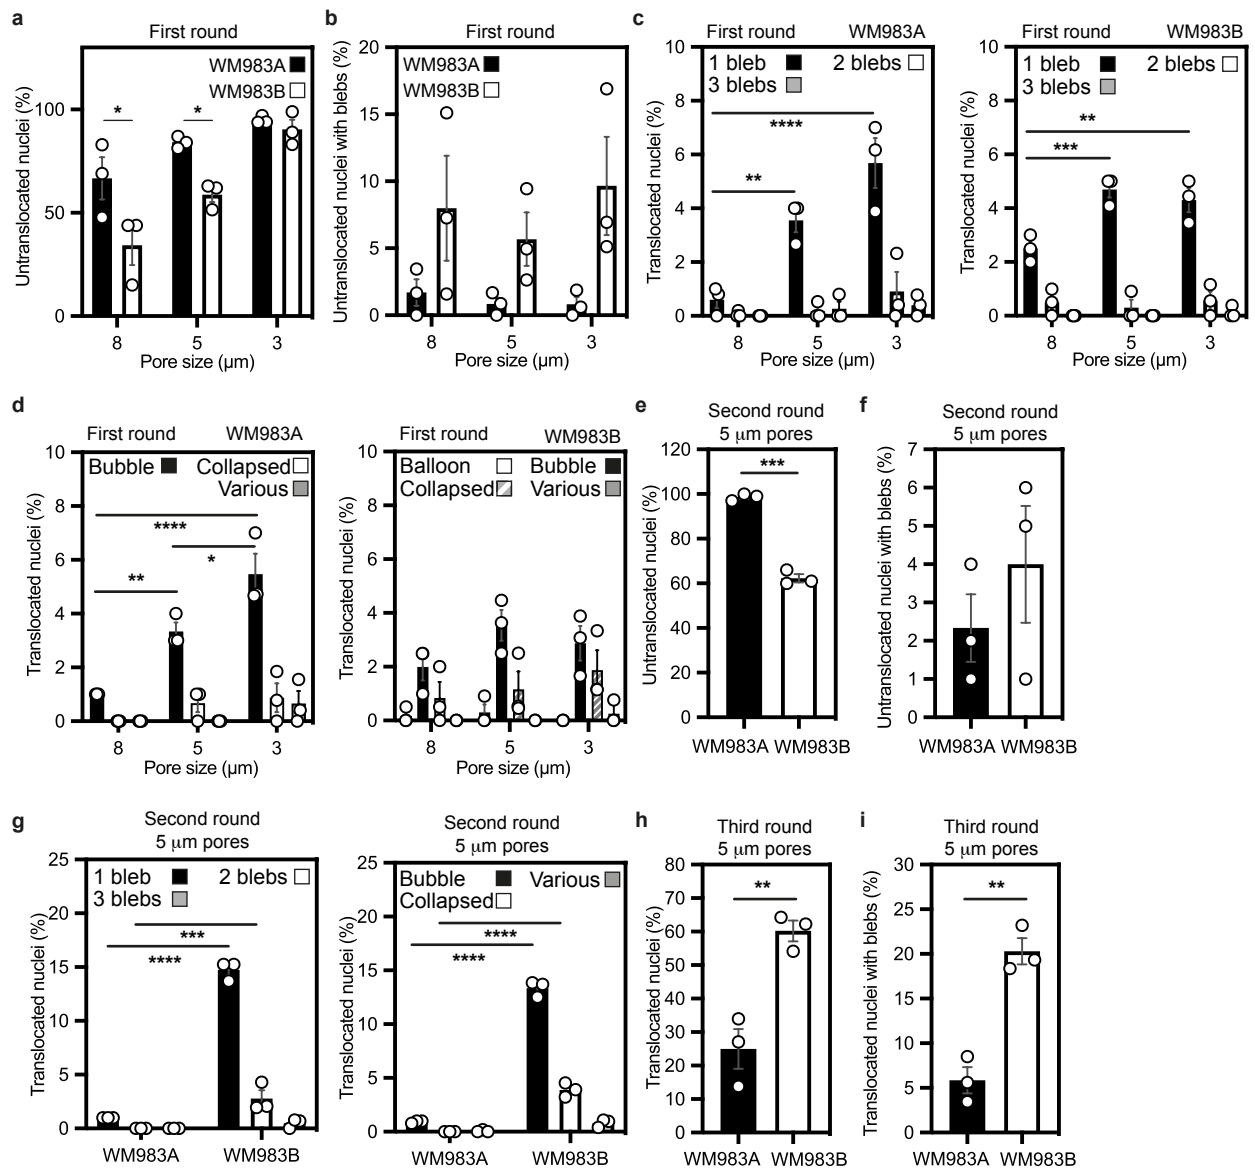 a
First round
WM983A
WM983B
Untranslocated nuclei (%)
100
50
0
*
*
8 5 3
Pore size (µm)
b
First round
WM983A
WM983B
Untranslocated nuclei with blebs (%)
20
15
10
5
0
8 5 3
Pore size (µm)
c
First round WM983A
1 bleb 2 blebs
3 blebs
Translocated nuclei (%)
10
8
6
4
2
0
****
**
8 5 3
Pore size (µm)
First round WM983B
1 bleb 2 blebs
3 blebs
Translocated nuclei (%)
10
8
6
4
2
0
**
***
8 5 3
Pore size (µm)
d
First round WM983A
Bubble Collapsed
Various
Translocated nuclei (%)
10
8
6
4
2
0
****
*
**
8 5 3
Pore size (µm)
First round WM983B
Balloon Bubble
Collapsed Various
Translocated nuclei (%)
10
8
6
4
2
0
8 5 3
Pore size (µm)
e
Second round
5 µm pores
Untranslocated nuclei (%)
120
100
80
60
40
20
0
***
WM983A WM983B
f
Second round
5 µm pores
Untranslocated nuclei with blebs (%)
7
6
5
4
3
2
1
0
WM983A WM983B
g
Second round
5 µm pores
1 bleb 2 blebs
3 blebs
Translocated nuclei (%)
25
20
15
10
5
0
***
****
WM983A WM983B
Second round
5 µm pores
Bubble Various
Collapsed
Translocated nuclei (%)
25
20
15
10
5
0
****
****
WM983A WM983B
h
Third round
5 µm pores
Translocated nuclei (%)
80
70
60
50
40
30
20
10
0
**
WM983A WM983B
i
Third round
5 µm pores
Translocated nuclei with blebs (%)
30
25
20
15
10
5
0
**
WM983A WM983B